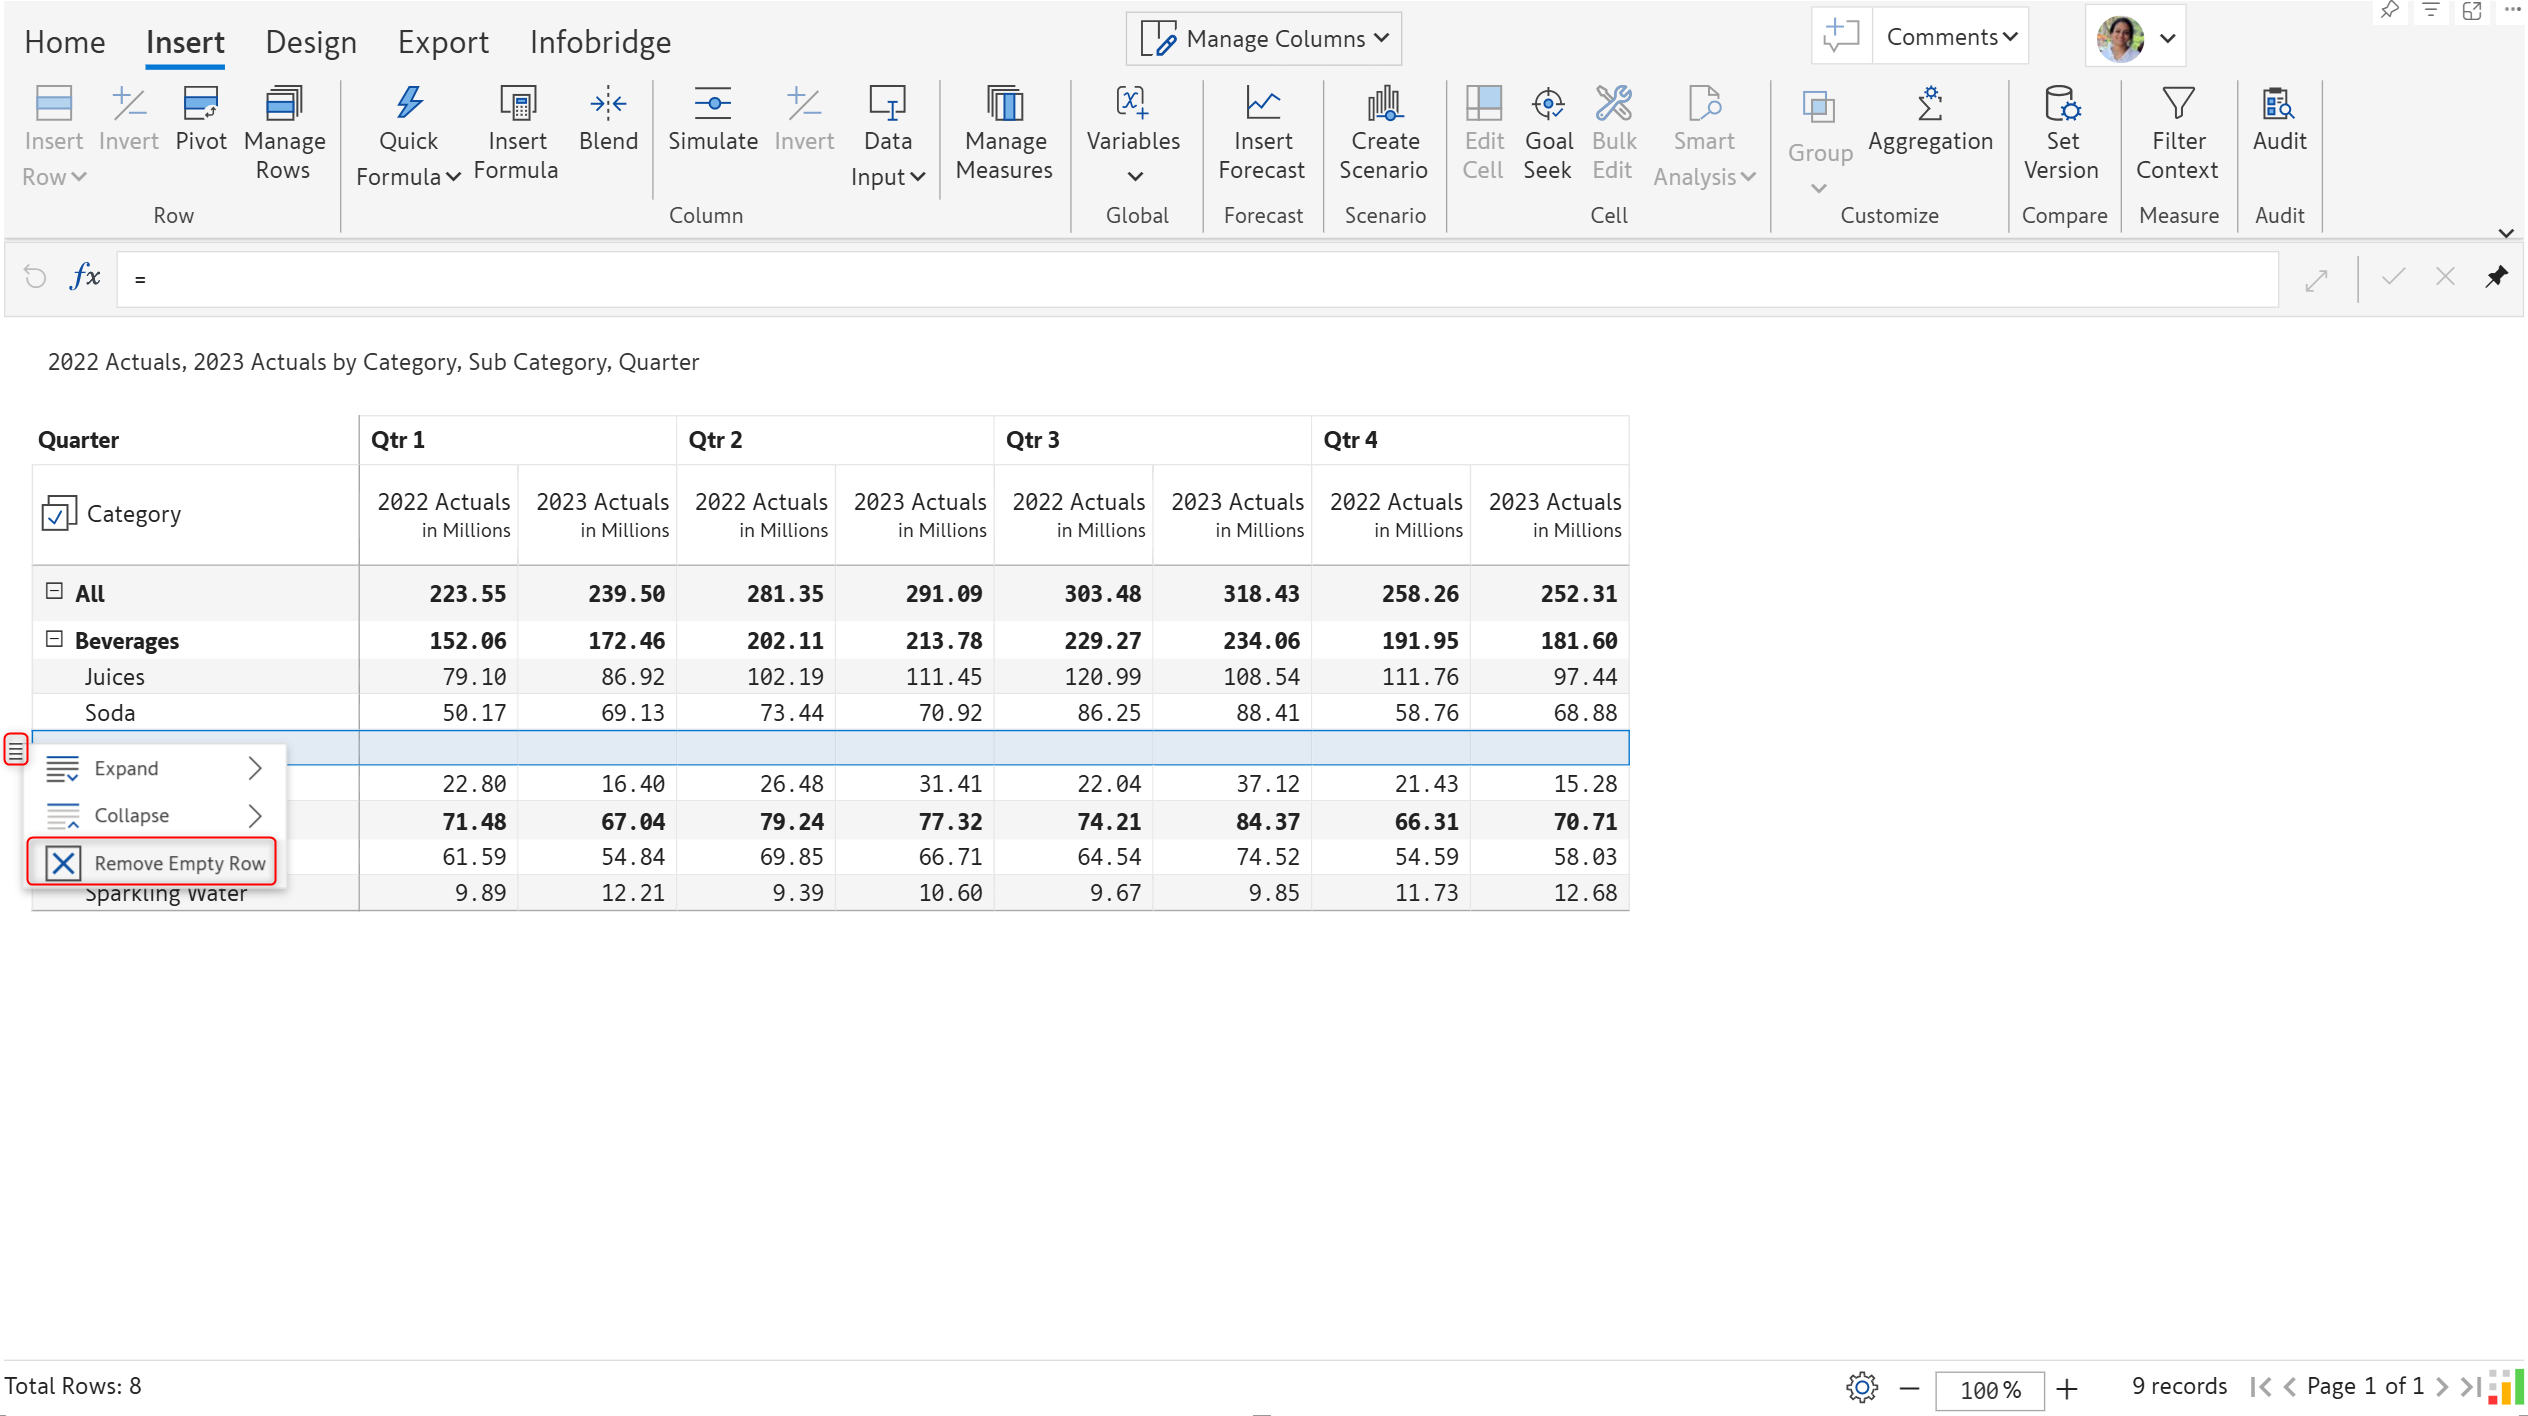 Home Insert Design Export Infobridge Manage Columns Comments
Insert Row Invert Pivot Manage Rows Quick Formula Insert Formula Blend Simulate Invert Data Input Manage Measures Variables Insert Forecast Create Scenario Edit Cell Goal Seek Bulk Edit Smart Analysis Group Aggregation Set Version Filter Context Audit
Row Column Global Forecast Scenario Cell Customize Compare Measure Audit
fx =
2022 Actuals, 2023 Actuals by Category, Sub Category, Quarter
Quarter Qtr 1 Qtr 2 Qtr 3 Qtr 4
Category 2022 Actuals 2023 Actuals 2022 Actuals 2023 Actuals 2022 Actuals 2023 Actuals 2022 Actuals 2023 Actuals
in Millions in Millions in Millions in Millions in Millions in Millions in Millions in Millions
All 223.55 239.50 281.35 291.09 303.48 318.43 258.26 252.31
Beverages 152.06 172.46 202.11 213.78 229.27 234.06 191.95 181.60
Juices 79.10 86.92 102.19 111.45 120.99 108.54 111.76 97.44
Soda 50.17 69.13 73.44 70.92 86.25 88.41 58.76 68.88
Expand
22.80 16.40 26.48 31.41 22.04 37.12 21.43 15.28
Collapse
71.48 67.04 79.24 77.32 74.21 84.37 66.31 70.71
Remove Empty Row
61.59 54.84 69.85 66.71 64.54 74.52 54.59 58.03
Sparkling Water 9.89 12.21 9.39 10.60 9.67 9.85 11.73 12.68
Total Rows: 8 100% 9 records Page 1 of 1